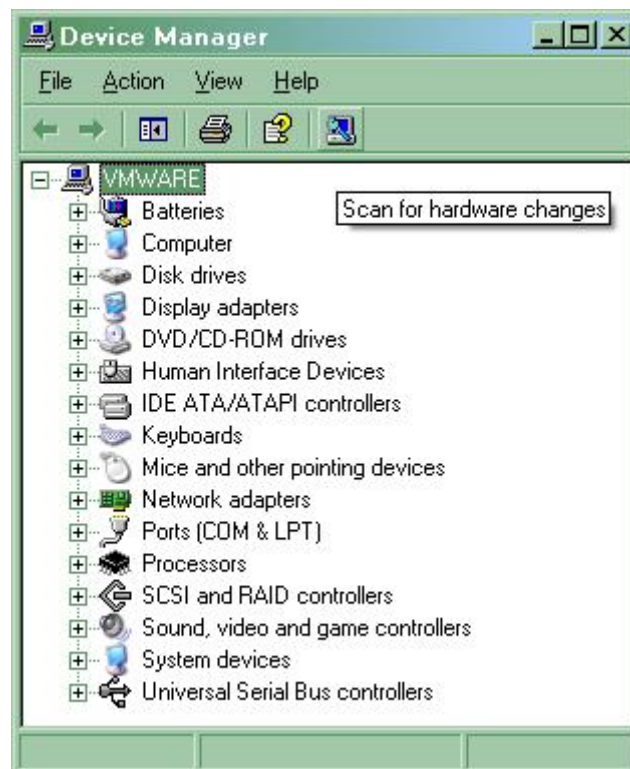 Device Manager
File Action View Help
VMWARE
Batteries
Scan for hardware changes
Computer
Disk drives
Display adapters
DVD/CD-ROM drives
Human Interface Devices
IDE ATA/ATAPI controllers
Keyboards
Mice and other pointing devices
Network adapters
Ports (COM & LPT)
Processors
SCSI and RAID controllers
Sound, video and game controllers
System devices
Universal Serial Bus controllers